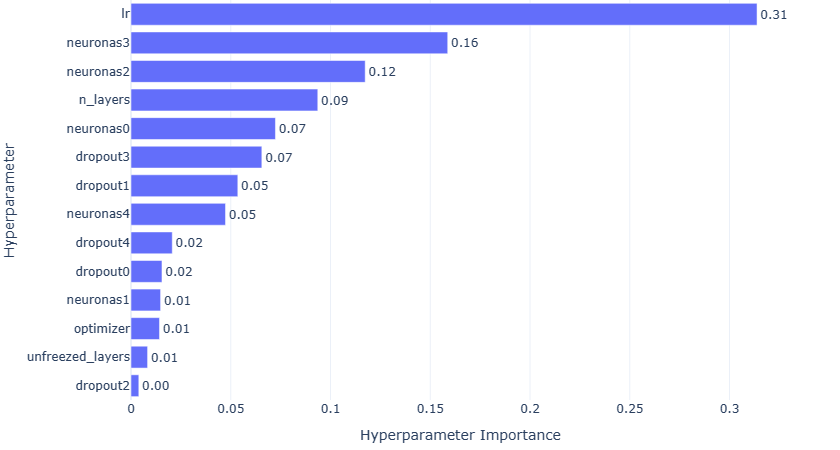 lr 0.31
neuronas3 0.16
neuronas2 0.12
n_layers 0.09
neuronas0 0.07
dropout3 0.07
dropout1 0.05
neuronas4 0.05
dropout4 0.02
dropout0 0.02
neuronas1 0.01
optimizer 0.01
unfreezed_layers 0.01
dropout2 0.00
0 0.05 0.1 0.15 0.2 0.25 0.3
Hyperparameter Importance
Hyperparameter